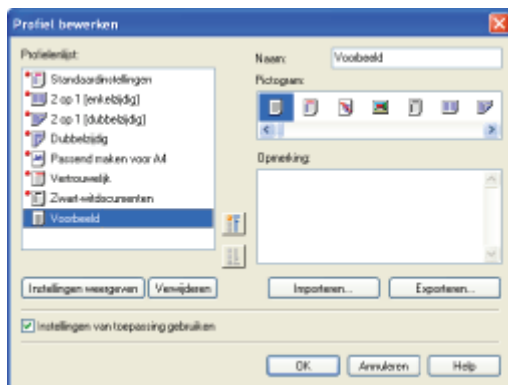 Profiel bewerken
Profielenlijst:
Standaardinstellingen
2 op 1 [enkelzijdig]
2 op 1 [dubbelzijdig]
Dubbelzijdig
Passend maken voor A4
Vertrouwelijk
Zwart-witdocumenten
Voorbeeld
Instellingen weergeven
Verwijderen
Naam:
Voorbeeld
Pictogram:
Opmerking:
Importeren...
Exporteren...
Instellingen van toepassing gebruiken
OK
Annuleren
Help